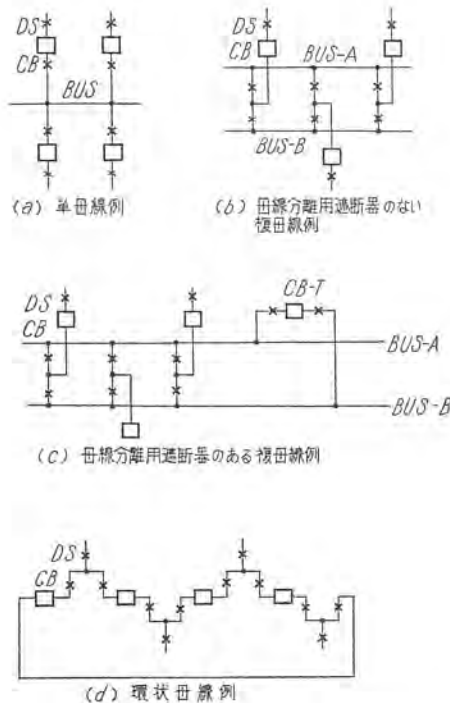 DS
CB
BUS
(a) 単母線例
DS
CB
BUS-A
BUS-B
(b) 母線分離用遮断器のない
複母線例
DS
CB
CB-T
BUS-A
BUS-B
(c) 母線分離用遮断器のある複母線例
DS
CB
(d) 環状母線例